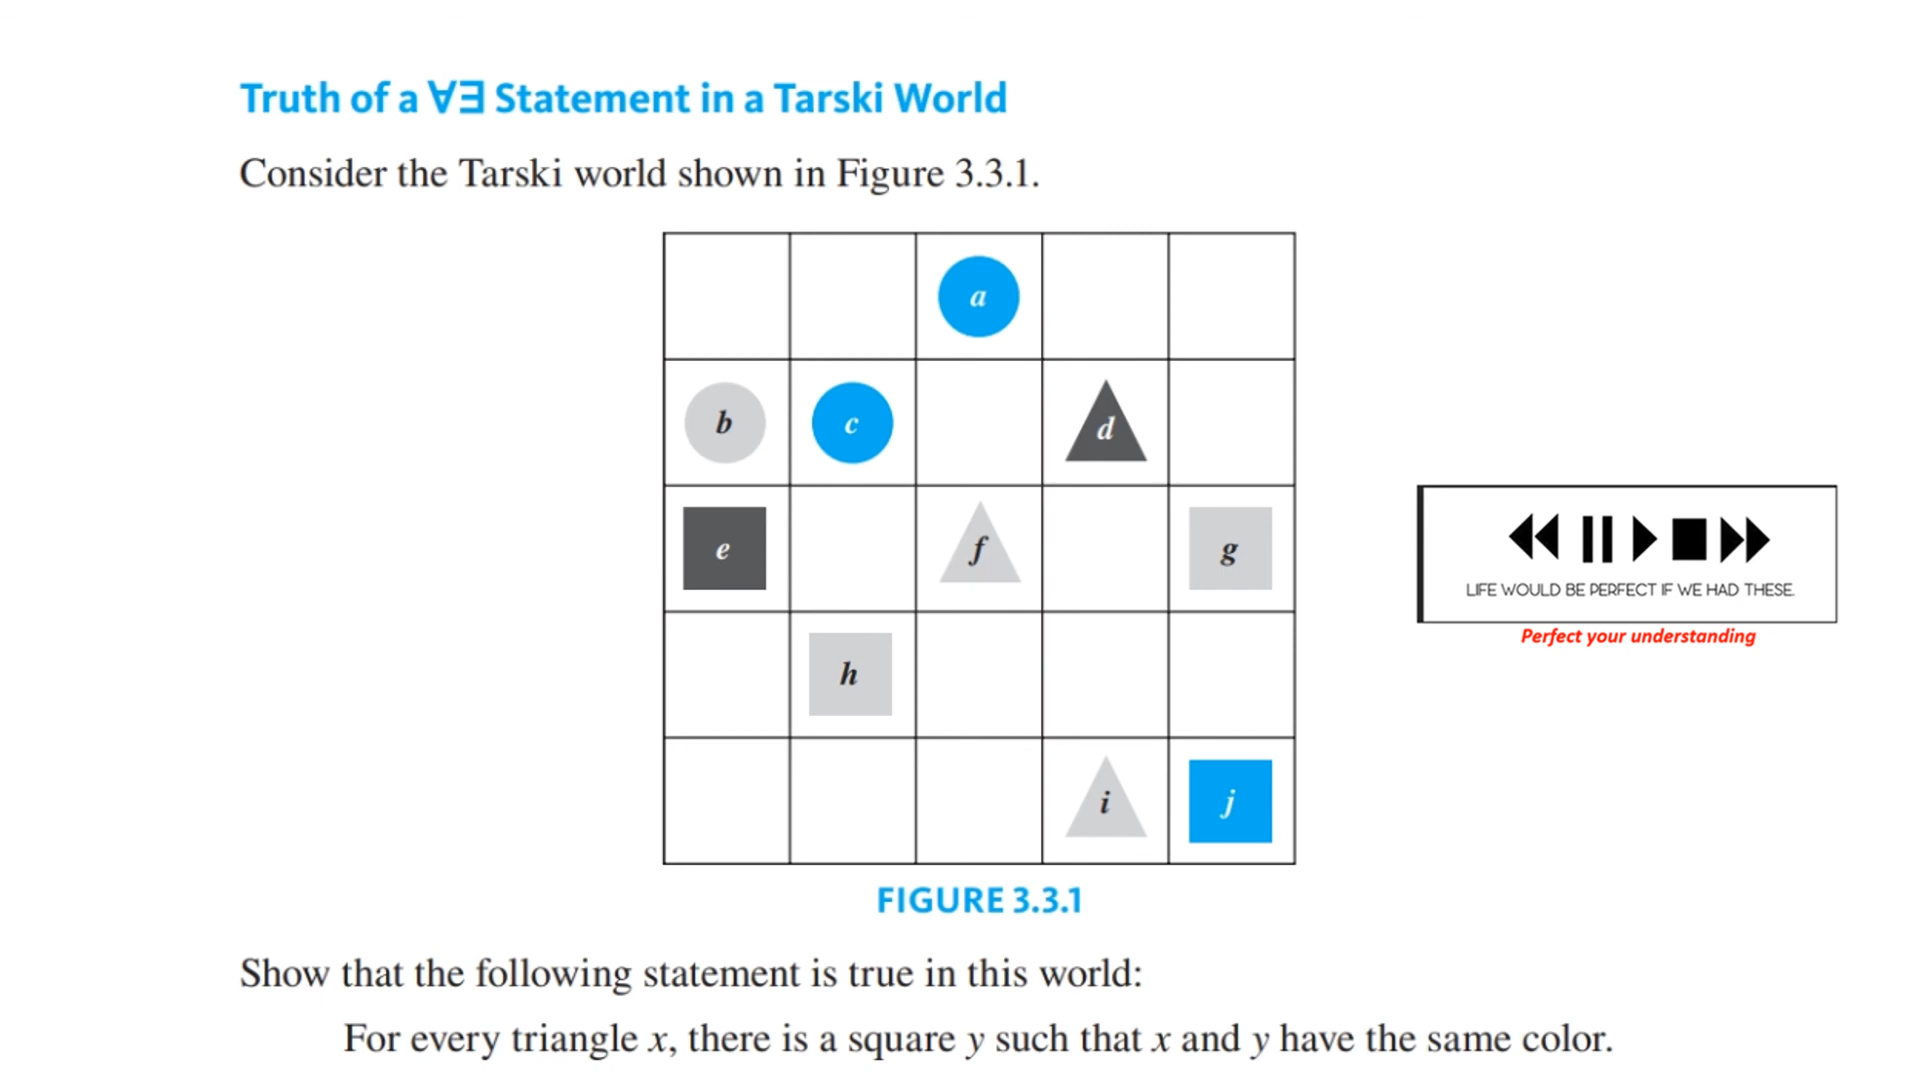 Truth of a ∀∃ Statement in a Tarski World
Consider the Tarski world shown in Figure 3.3.1.
a
b c d
e f g
h
i j
LIFE WOULD BE PERFECT IF WE HAD THESE.
Perfect your understanding
FIGURE 3.3.1
Show that the following statement is true in this world:
For every triangle x, there is a square y such that x and y have the same color.